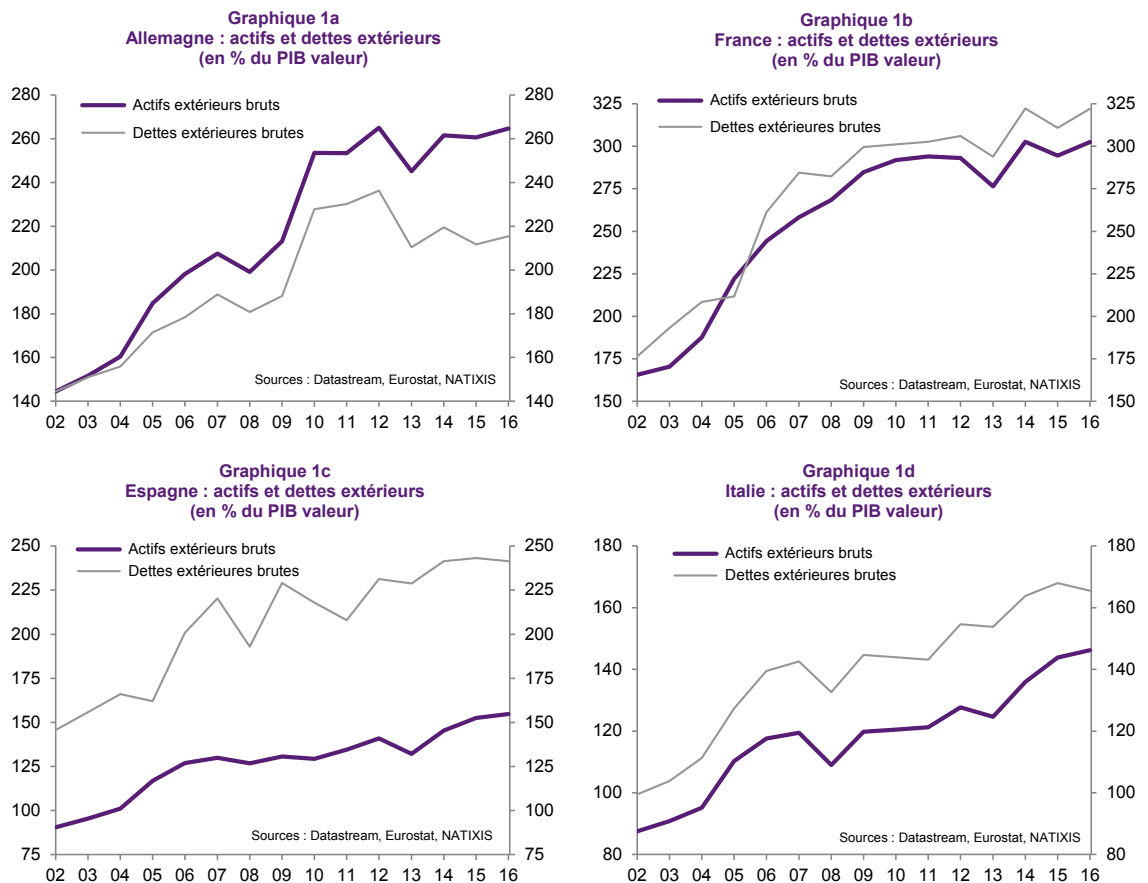 Graphique 1a
Allemagne : actifs et dettes extérieurs
(en % du PIB valeur)
280
260
240
220
200
180
160
140
280
260
240
220
200
180
160
140
Actifs extérieurs bruts
Dettes extérieures brutes
Sources : Datastream, Eurostat, NATIXIS
02 03 04 05 06 07 08 09 10 11 12 13 14 15 16
Graphique 1b
France : actifs et dettes extérieurs
(en % du PIB valeur)
325
300
275
250
225
200
175
150
325
300
275
250
225
200
175
150
Actifs extérieurs bruts
Dettes extérieures brutes
Sources : Datastream, Eurostat, NATIXIS
02 03 04 05 06 07 08 09 10 11 12 13 14 15 16
Graphique 1c
Espagne : actifs et dettes extérieurs
(en % du PIB valeur)
250
225
200
175
150
125
100
75
250
225
200
175
150
125
100
75
Actifs extérieurs bruts
Dettes extérieures brutes
Sources : Datastream, Eurostat, NATIXIS
02 03 04 05 06 07 08 09 10 11 12 13 14 15 16
Graphique 1d
Italie : actifs et dettes extérieurs
(en % du PIB valeur)
180
160
140
120
100
80
180
160
140
120
100
80
Actifs extérieurs bruts
Dettes extérieures brutes
Sources : Datastream, Eurostat, NATIXIS
02 03 04 05 06 07 08 09 10 11 12 13 14 15 16